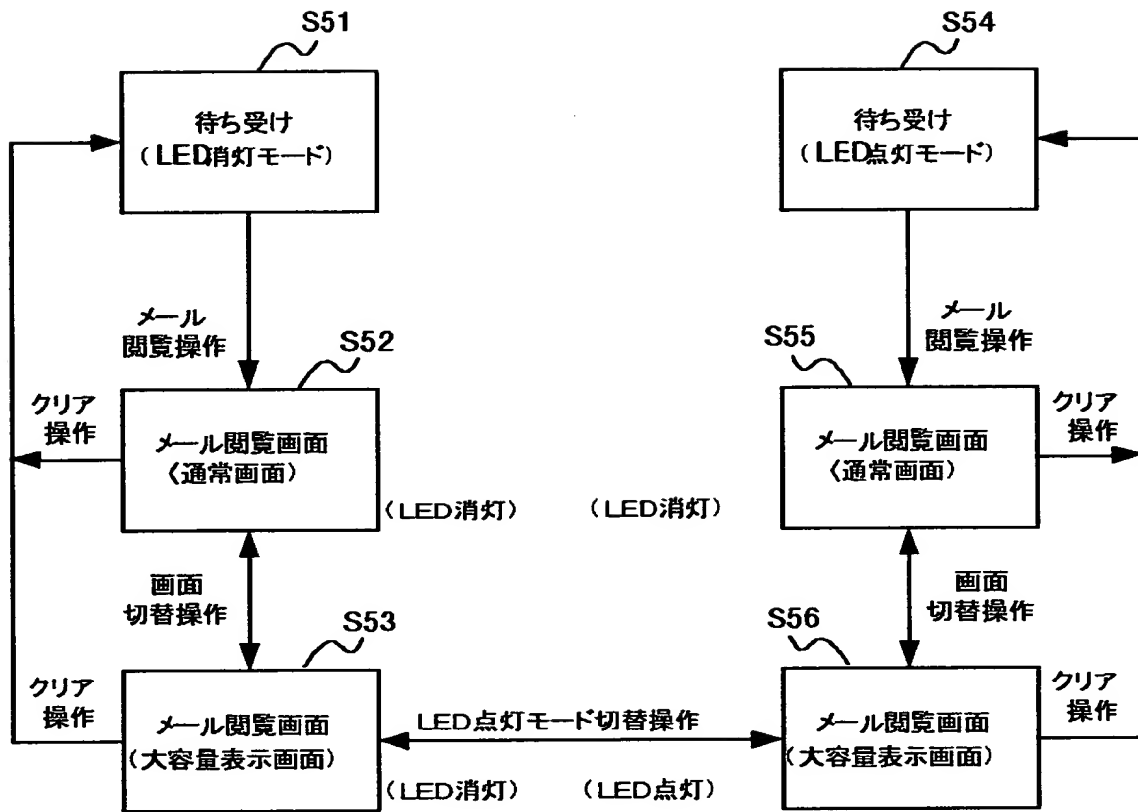 S51
S54
待ち受け
(LED消灯モード)
待ち受け
(LED点灯モード)
メール
閲覧操作
メール
閲覧操作
S52
S55
クリア
操作
メール閲覧画面
(通常画面)
(LED消灯)
(LED消灯)
メール閲覧画面
(通常画面)
クリア
操作
画面
切替操作
画面
切替操作
S53
S56
クリア
操作
メール閲覧画面
(大容量表示画面)
LED点灯モード切替操作
メール閲覧画面
(大容量表示画面)
クリア
操作
(LED消灯)
(LED点灯)